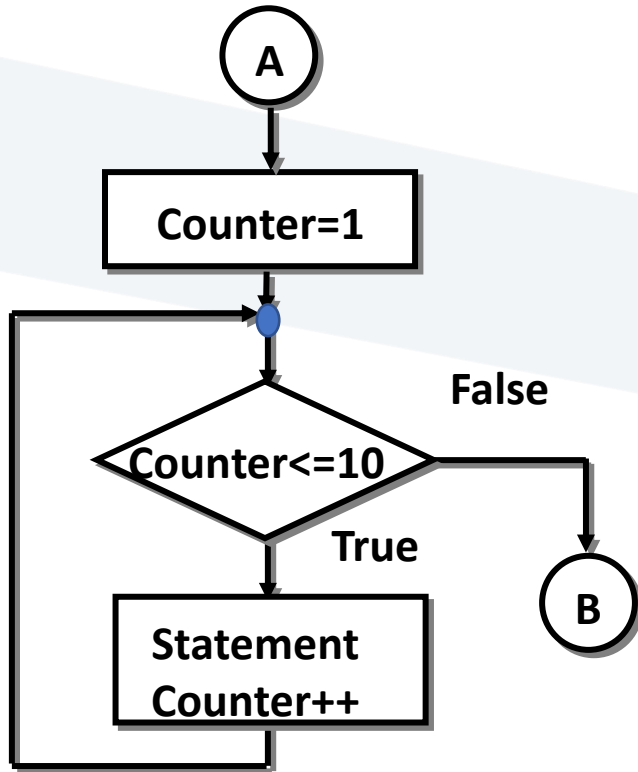 A
Counter=1
False
Counter<=10
True
B
Statement
Counter++